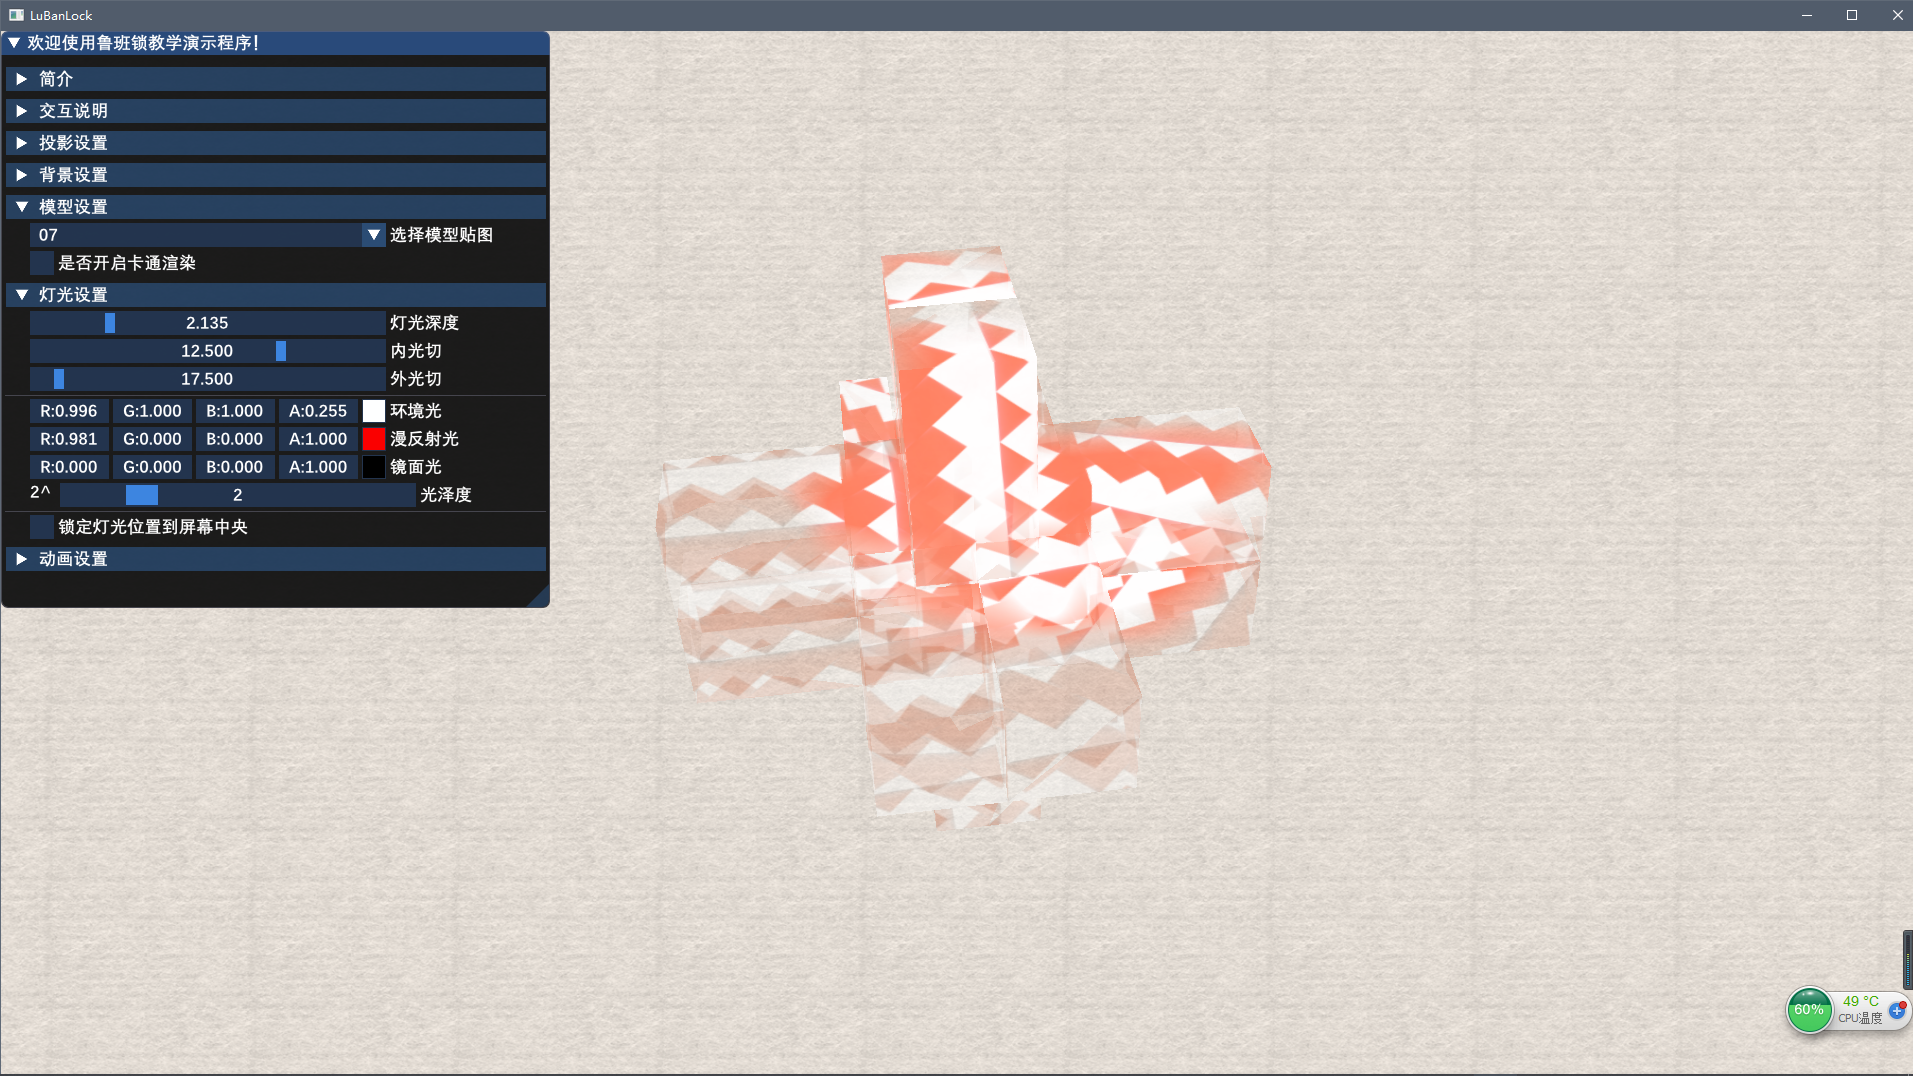 LuBanLock
欢迎使用鲁班锁教学演示程序!
简介
交互说明
投影设置
背景设置
模型设置
07 选择模型贴图
是否开启卡通渲染
灯光设置
2.135 灯光深度
12.500 内光切
17.500 外光切
R:0.996 G:1.000 B:1.000 A:0.255 环境光
R:0.981 G:0.000 B:0.000 A:1.000 漫反射光
R:0.000 G:0.000 B:0.000 A:1.000 镜面光
2^ 2 光泽度
锁定灯光位置到屏幕中央
动画设置
60% 49 °C
CPU温度